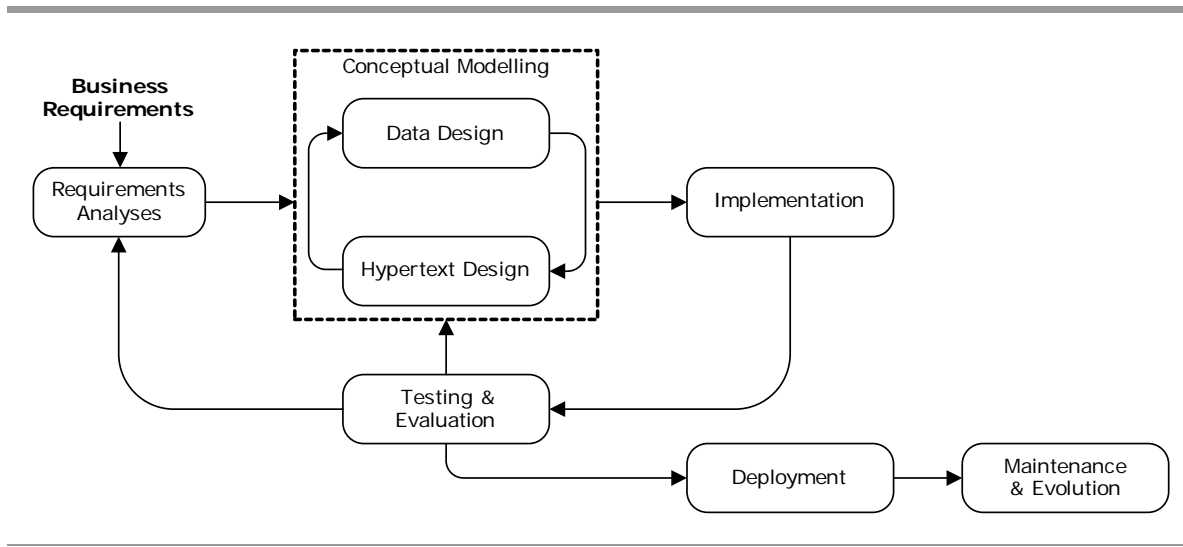 Conceptual Modelling
Business
Requirements
Data Design
Requirements
Analyses
Implementation
Hypertext Design
Testing &
Evaluation
Deployment
Maintenance
& Evolution